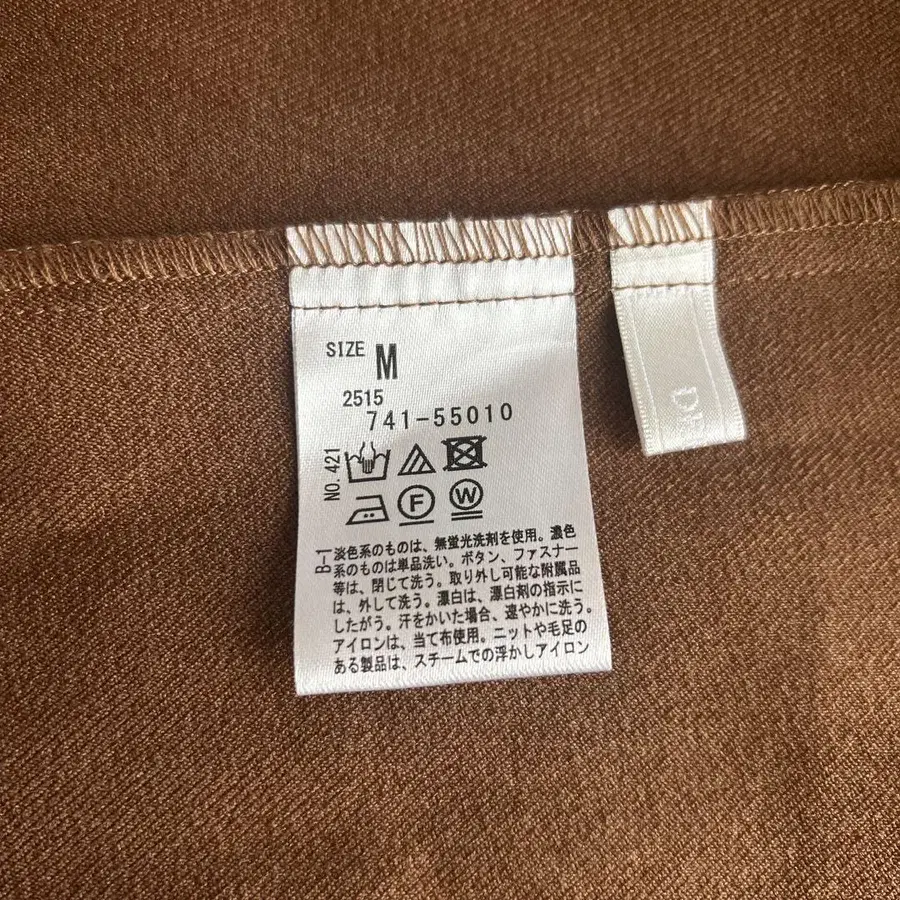 SIZE M
2515
741-55010
NO. 421
F W
B-1
淡色系のものは、無蛍光洗剤を使用。濃色
系のものは単品洗い。ボタン、ファスナー
等は、閉じて洗う。取り外し可能な附属品
は、外して洗う。漂白は、漂白剤の指示に
したがう。汗をかいた場合、速やかに洗う。
アイロンは、当て布使用。ニットや毛足の
ある製品は、スチームでの浮かしアイロン